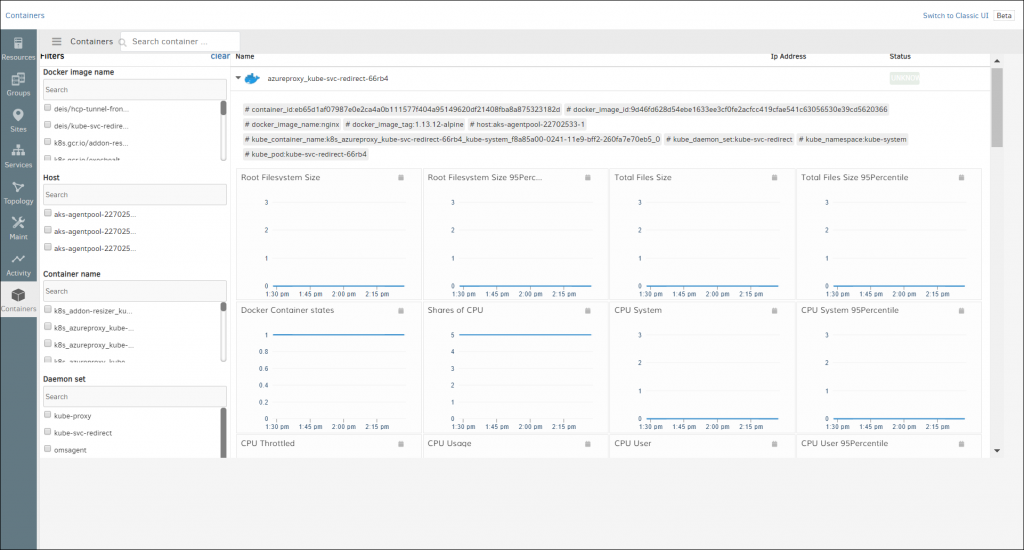 Containers
Switch to Classic UI Beta
Containers
Search container ...
Resources
Groups
Sites
Services
Topology
Maint
Activity
Containers
Filters Clear
Docker image name
Search
deis/hcp-tunnel-fron...
deis/kube-svc-redire...
k8s.gcr.io/addon-res...
Host
Search
aks-agentpool-227025...
aks-agentpool-227025...
aks-agentpool-227025...
Container name
Search
k8s_addon-resizer_ku...
k8s_azureproxy_kube-...
k8s_azureproxy_kube-...
k8s_azureproxy_kube
Daemon set
Search
kube-proxy
kube-svc-redirect
omsagent
Name Ip Address Status
azureproxy_kube-svc-redirect-66rb4
# container_id:eb65d1af07987e0e2ca4a0b111577f404a95149620df21408fba8a875323182d # docker_image_id:9d46fd628d54ebe1633ee3cf0fe2acfcc419cfae541c63056530e39cd5620366
# docker_image_name:nginx # docker_image_tag:1.13.12-alpine # host:aks-agentpool-22702533-1
# kube_container_name:k8s_azureproxy_kube-svc-redirect-66rb4_kube-system_f8a85a00-0241-11e9-bff2-260fa7e70eb5_0 # kube_daemon_set:kube-svc-redirect # kube_namespace:kube-system
# kube_pod:kube-svc-redirect-66rb4
Root Filesystem Size
3
2
1
0
1:30 pm 1:45 pm 2:00 pm 2:15 pm
Root Filesystem Size 95Perc...
3
2
1
0
1:30 pm 1:45 pm 2:00 pm 2:15 pm
Total Files Size
3
2
1
0
1:30 pm 1:45 pm 2:00 pm 2:15 pm
Total Files Size 95Percentile
3
2
1
0
1:30 pm 1:45 pm 2:00 pm 2:15 pm
Docker Container states
1
0.8
0.6
0.4
0.2
0
1:30 pm 1:45 pm 2:00 pm 2:15 pm
Shares of CPU
5
4
3
2
1
0
1:30 pm 1:45 pm 2:00 pm 2:15 pm
CPU System
3
2
1
0
1:30 pm 1:45 pm 2:00 pm 2:15 pm
CPU System 95Percentile
3
2
1
0
1:30 pm 1:45 pm 2:00 pm 2:15 pm
CPU Throttled
CPU Usage
CPU User
CPU User 95Percentile